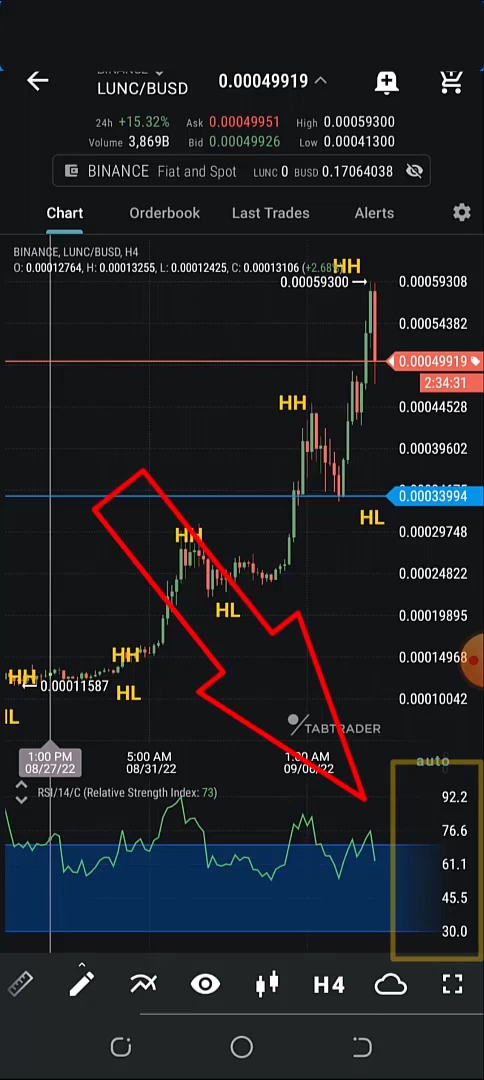 LUNC/BUSD
0.00049919
24h +15.32% Ask 0.00049951 High 0.00059300
Volume 3,869B Bid 0.00049926 Low 0.00041300
BINANCE Fiat and Spot LUNC 0 BUSD 0.17064038
Chart Orderbook Last Trades Alerts
BINANCE, LUNC/BUSD, H4
O: 0.00012764, H: 0.00013255, L: 0.00012425, C: 0.00013106
HH
0.00059300
0.00059308
0.00054382
0.00049919
2:34:31
HH
0.00044528
0.00039602
0.00033994
HL
HH
0.00029748
0.00024822
HL
0.00019895
HH
0.00014968
HH
0.00011587
HL
0.00010042
TABTRADER
1:00 PM
08/27/22
5:00 AM
08/31/22
09/06/22
auto
RSI/14/C (Relative Strength Index: 73)
92.2
76.6
61.1
45.5
30.0
H4